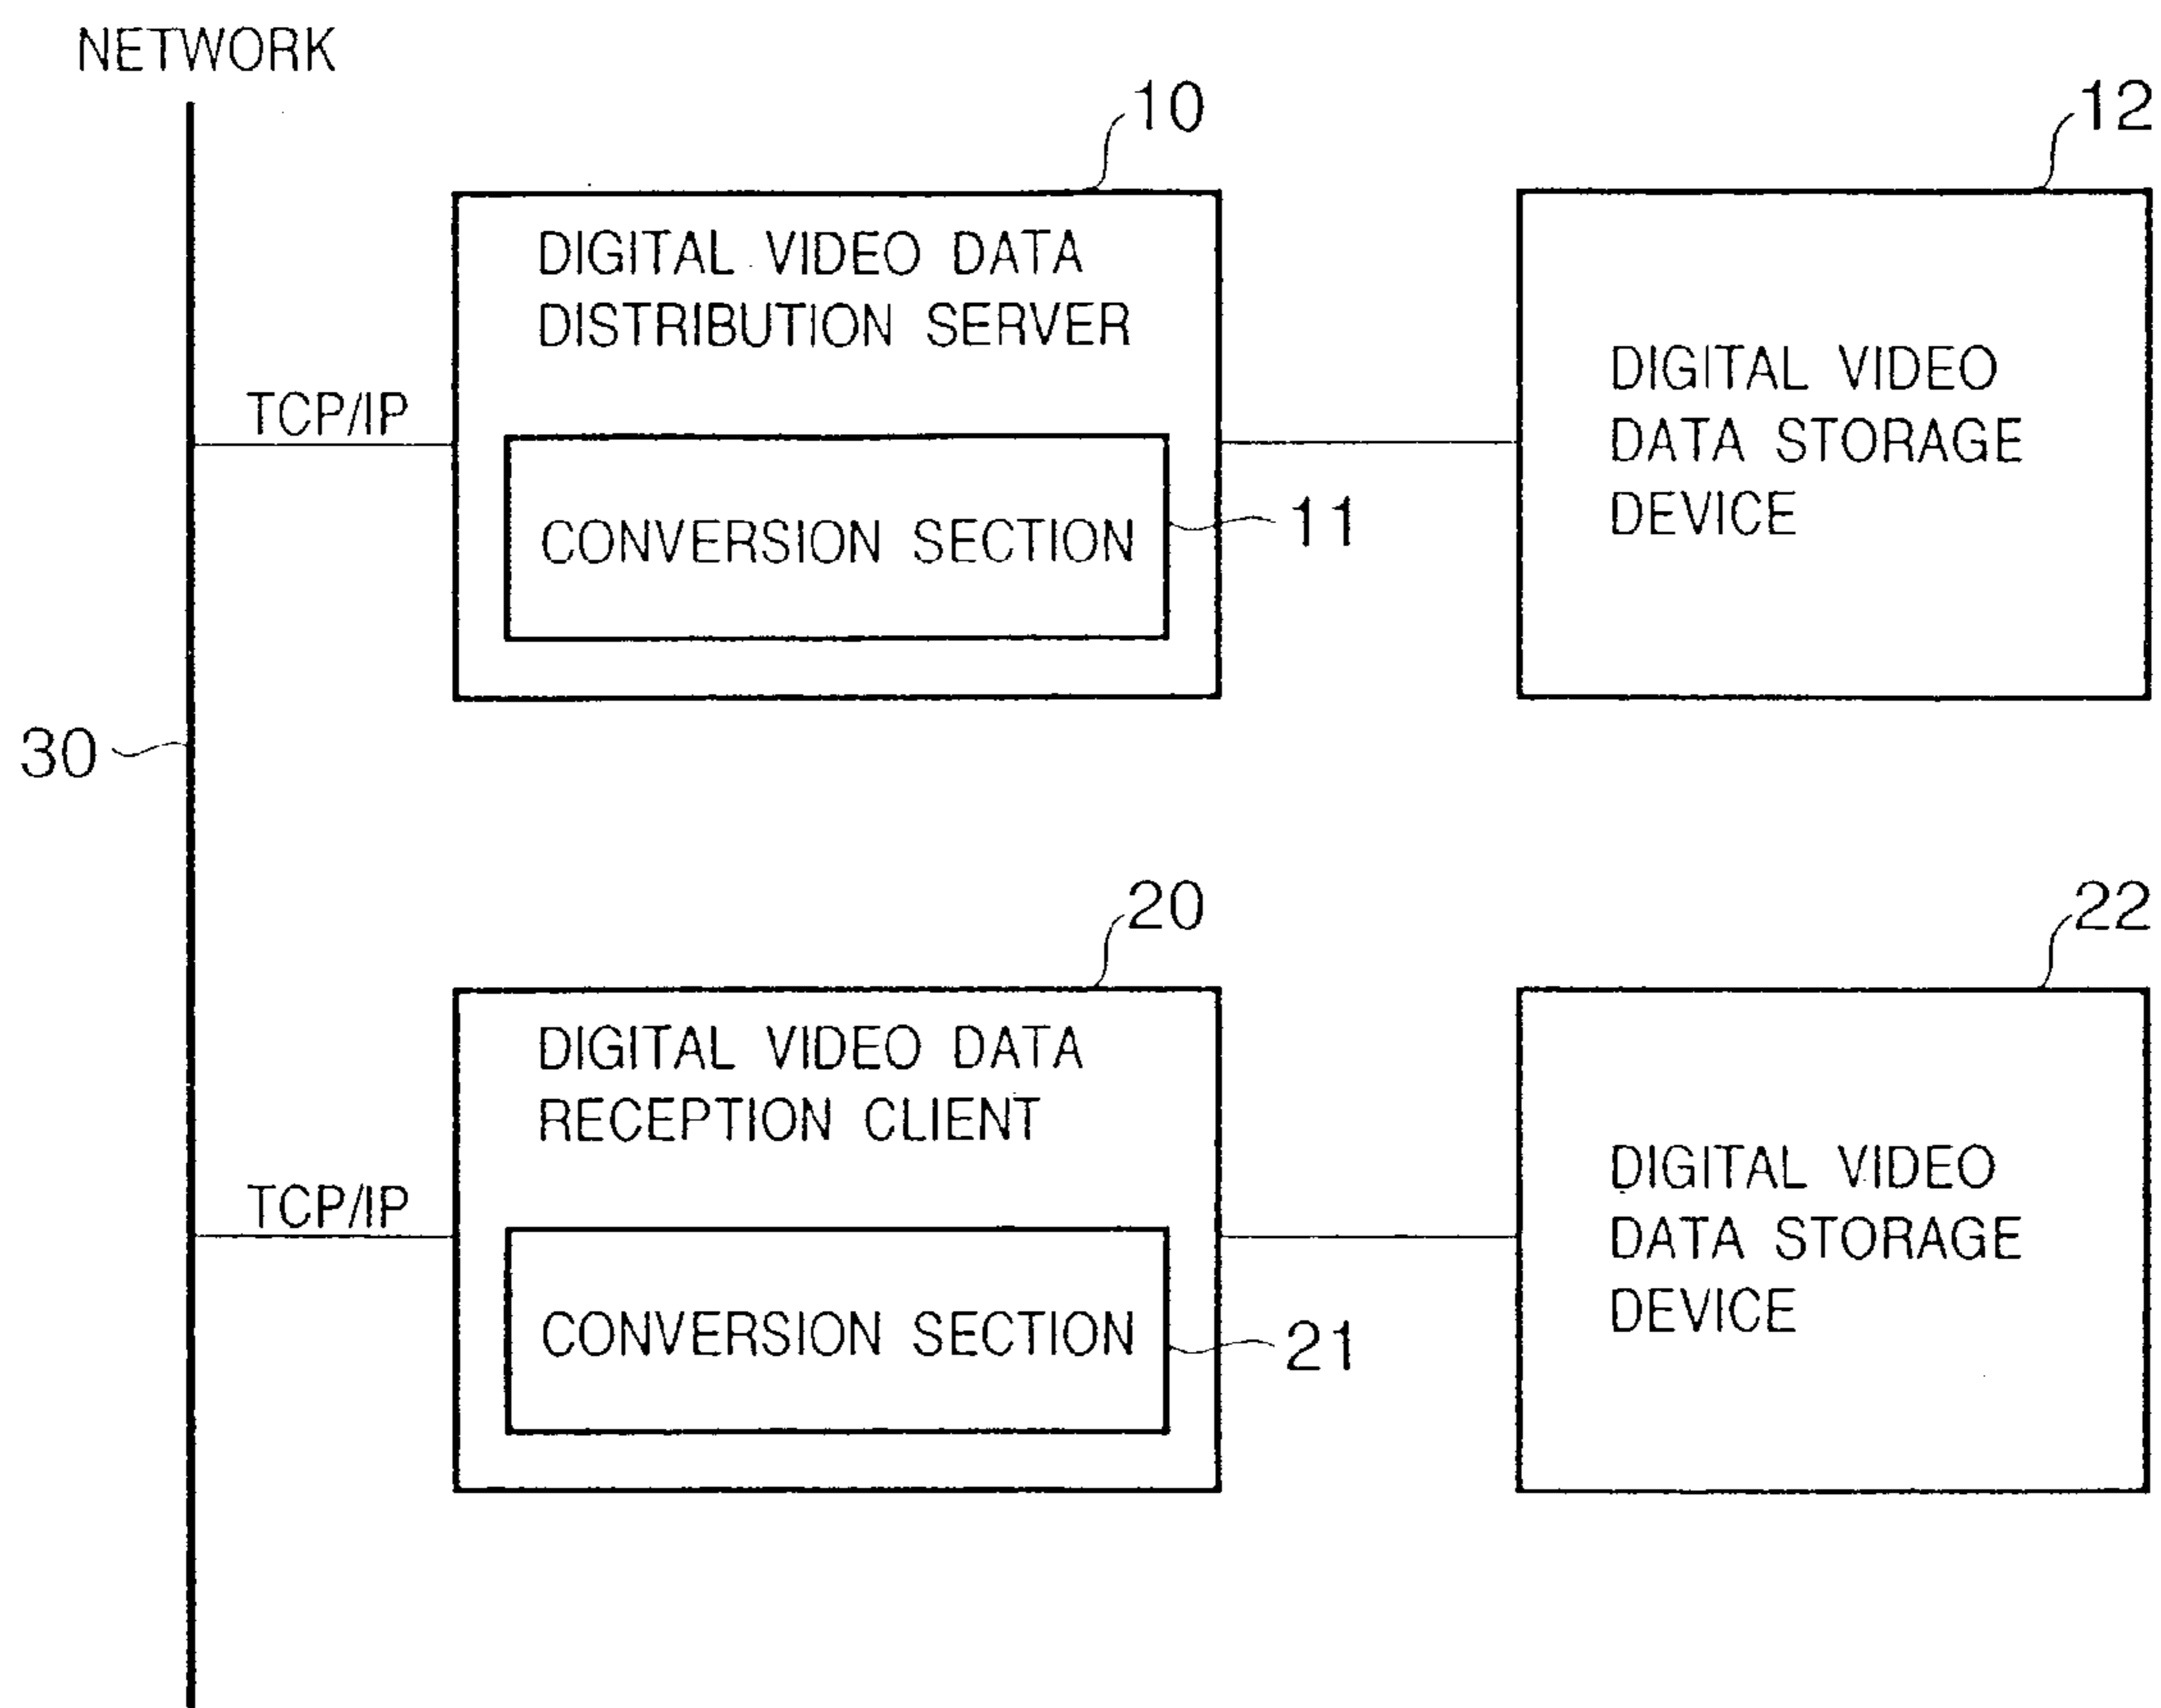 NETWORK
10
12
DIGITAL VIDEO DATA
DISTRIBUTION SERVER
TCP/IP
DIGITAL VIDEO
DATA STORAGE
DEVICE
CONVERSION SECTION
11
30
20
22
DIGITAL VIDEO DATA
RECEPTION CLIENT
TCP/IP
DIGITAL VIDEO
DATA STORAGE
DEVICE
CONVERSION SECTION
21